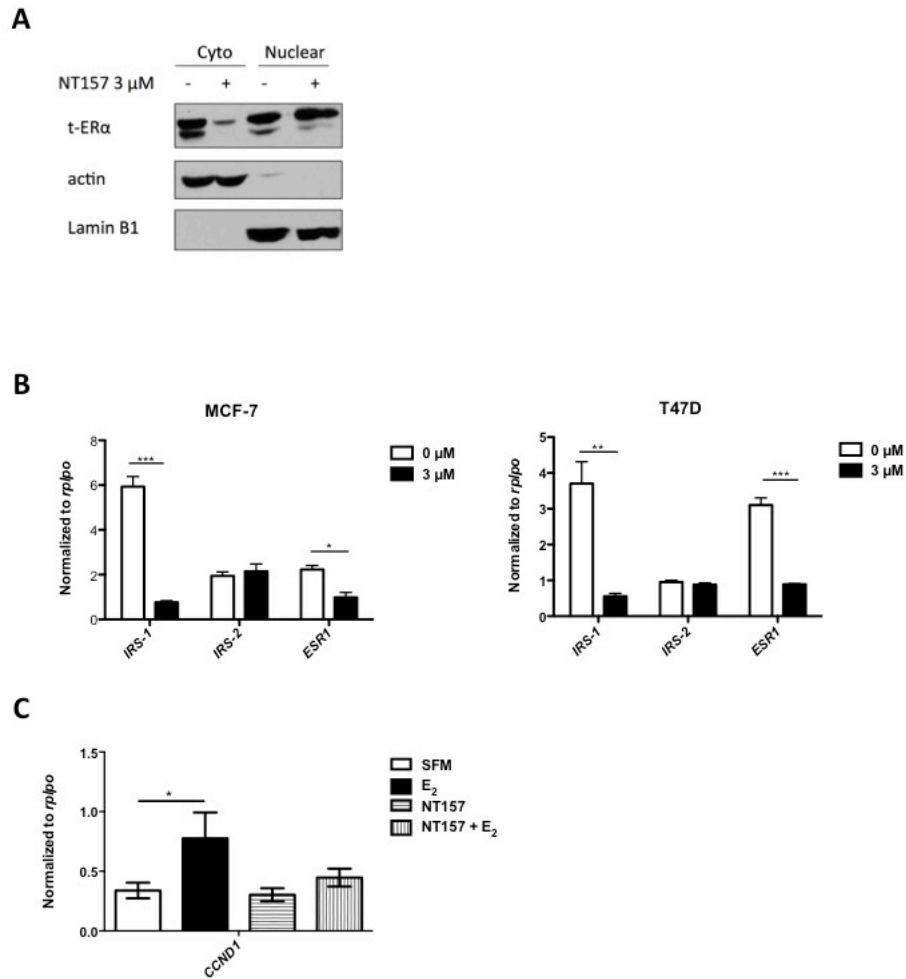 A
Cyto Nuclear
NT157 3 µM - + - +
t-ERα
actin
Lamin B1
B
MCF-7
Normalized to rplpo
8
6
4
2
0
***
*
IRS-1
IRS-2
ESR1
0 µM
3 µM
T47D
Normalized to rplpo
5
4
3
2
1
0
**
***
IRS-1
IRS-2
ESR1
0 µM
3 µM
C
Normalized to rplpo
1.5
1.0
0.5
0.0
*
CCND1
SFM
E₂
NT157
NT157 + E₂